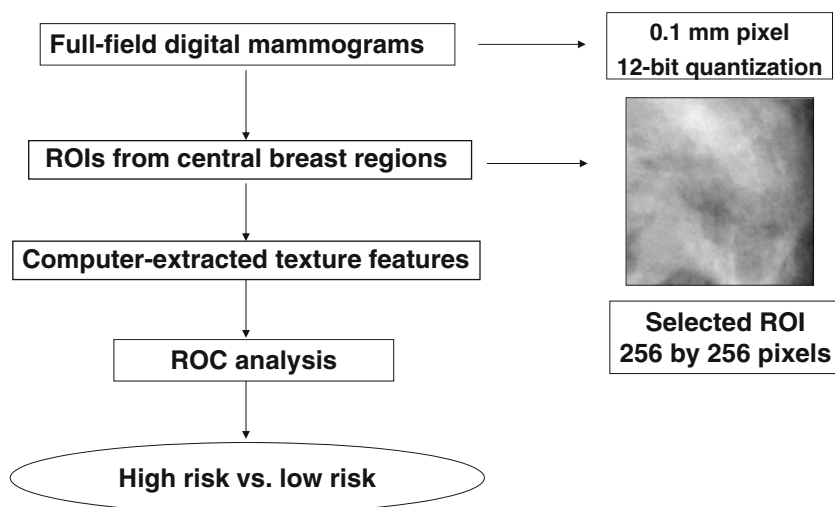 Full-field digital mammograms
0.1 mm pixel
12-bit quantization
ROIs from central breast regions
Computer-extracted texture features
Selected ROI
256 by 256 pixels
ROC analysis
High risk vs. low risk